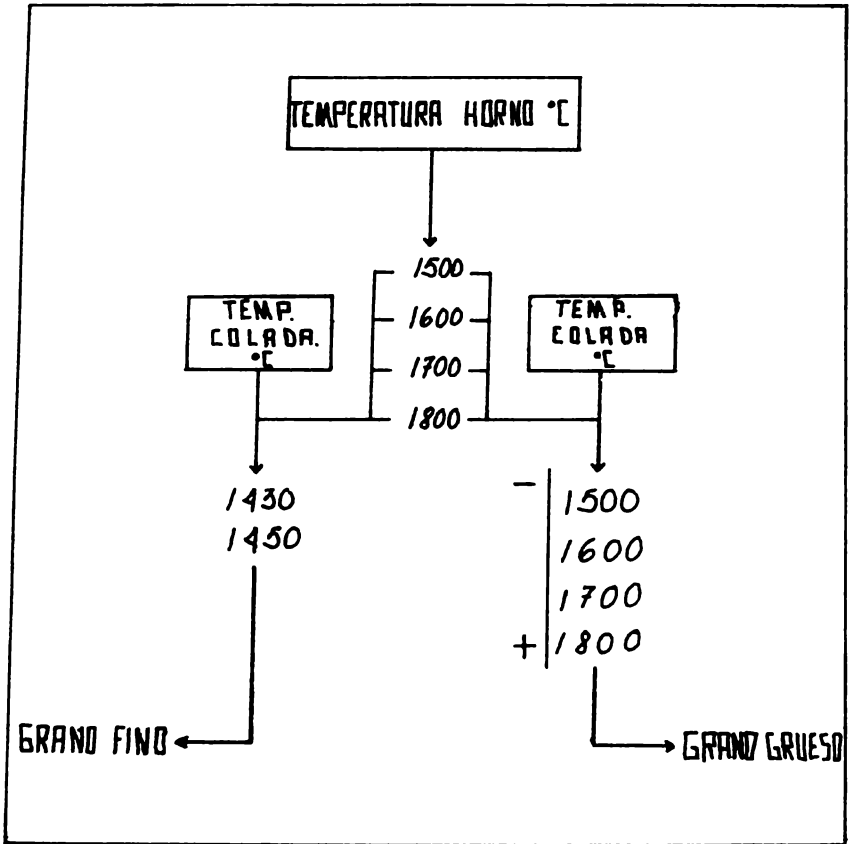 TEMPERATURA HORNO °C
1500
1600
1700
1800
TEMP.
COLADA.
°C
1430
1450
GRANO FINO
TEMP.
COLADA
°C
- 1500
1600
1700
+ 1800
GRANO GRUESO